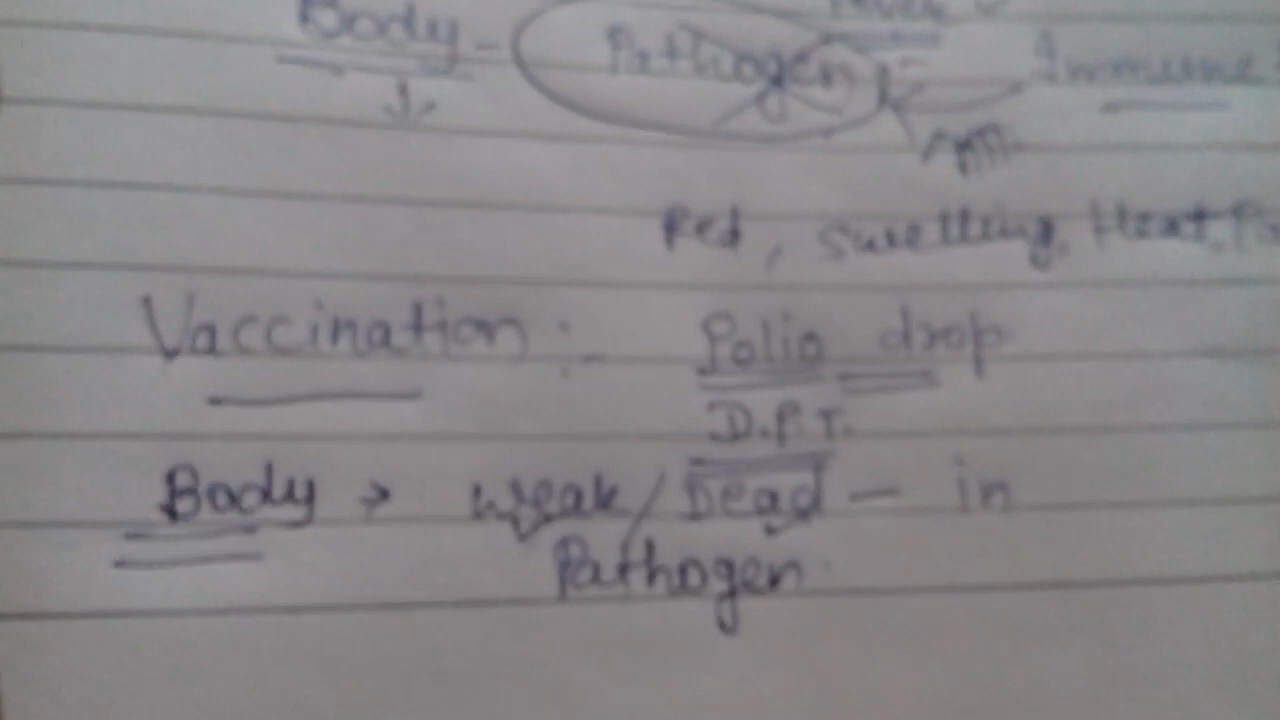 Body - Pathogen Immune
Red, swelling, Heat,
Vaccination :- Polio drop
D.P.T.
Body → weak/Dead - in
Pathogen